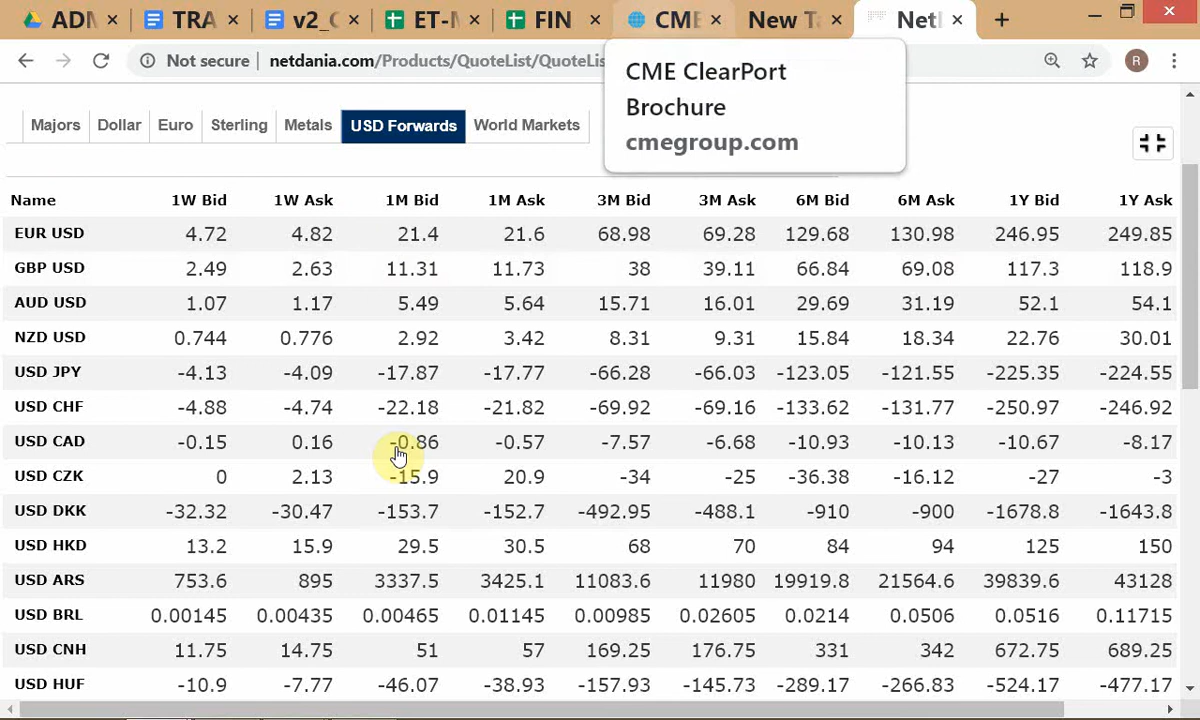 ADM
TRA
v2_C
ET-M
FIN
CME
New Ta
NetD
Not secure | netdania.com/Products/QuoteList/QuoteLis
R
CME ClearPort
Brochure
cmegroup.com
Majors Dollar Euro Sterling Metals USD Forwards World Markets
Name 1W Bid 1W Ask 1M Bid 1M Ask 3M Bid 3M Ask 6M Bid 6M Ask 1Y Bid 1Y Ask
EUR USD 4.72 4.82 21.4 21.6 68.98 69.28 129.68 130.98 246.95 249.85
GBP USD 2.49 2.63 11.31 11.73 38 39.11 66.84 69.08 117.3 118.9
AUD USD 1.07 1.17 5.49 5.64 15.71 16.01 29.69 31.19 52.1 54.1
NZD USD 0.744 0.776 2.92 3.42 8.31 9.31 15.84 18.34 22.76 30.01
USD JPY -4.13 -4.09 -17.87 -17.77 -66.28 -66.03 -123.05 -121.55 -225.35 -224.55
USD CHF -4.88 -4.74 -22.18 -21.82 -69.92 -69.16 -133.62 -131.77 -250.97 -246.92
USD CAD -0.15 0.16 -0.86 -0.57 -7.57 -6.68 -10.93 -10.13 -10.67 -8.17
USD CZK 0 2.13 -15.9 20.9 -34 -25 -36.38 -16.12 -27 -3
USD DKK -32.32 -30.47 -153.7 -152.7 -492.95 -488.1 -910 -900 -1678.8 -1643.8
USD HKD 13.2 15.9 29.5 30.5 68 70 84 94 125 150
USD ARS 753.6 895 3337.5 3425.1 11083.6 11980 19919.8 21564.6 39839.6 43128
USD BRL 0.00145 0.00435 0.00465 0.01145 0.00985 0.02605 0.0214 0.0506 0.0516 0.11715
USD CNH 11.75 14.75 51 57 169.25 176.75 331 342 672.75 689.25
USD HUF -10.9 -7.77 -46.07 -38.93 -157.93 -145.73 -289.17 -266.83 -524.17 -477.17